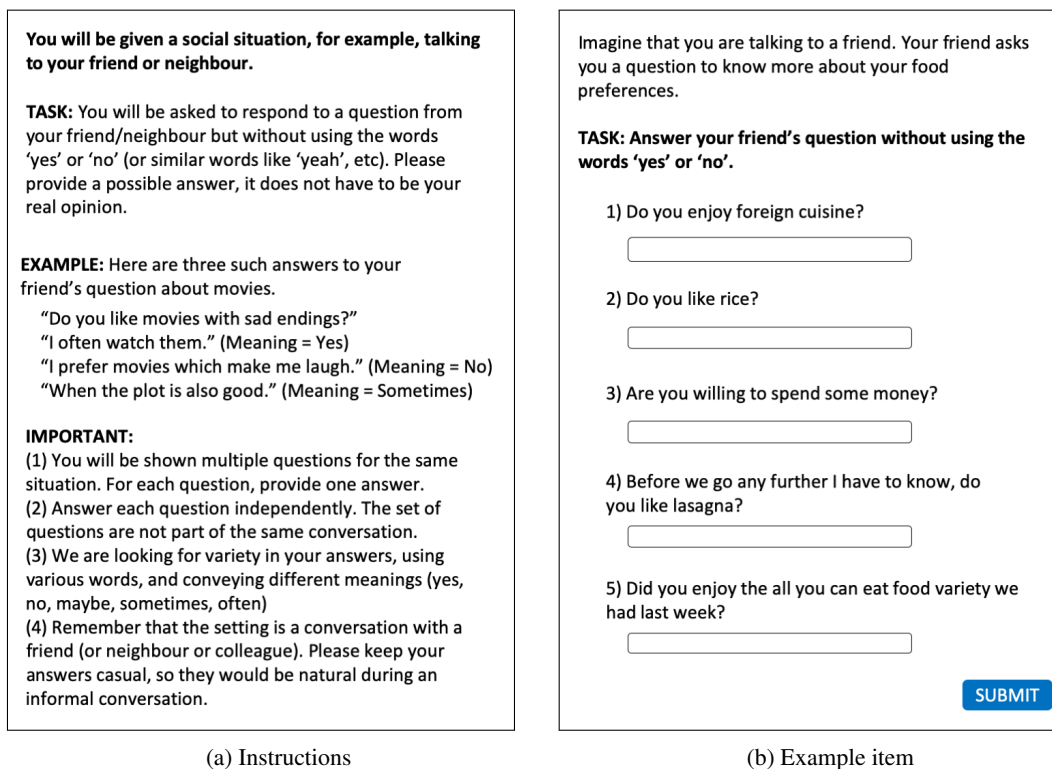 You will be given a social situation, for example, talking
to your friend or neighbour.
TASK: You will be asked to respond to a question from
your friend/neighbour but without using the words
‘yes’ or ‘no’ (or similar words like ‘yeah’, etc). Please
provide a possible answer, it does not have to be your
real opinion.
EXAMPLE: Here are three such answers to your
friend’s question about movies.
“Do you like movies with sad endings?”
“I often watch them.” (Meaning = Yes)
“I prefer movies which make me laugh.” (Meaning = No)
“When the plot is also good.” (Meaning = Sometimes)
IMPORTANT:
(1) You will be shown multiple questions for the same
situation. For each question, provide one answer.
(2) Answer each question independently. The set of
questions are not part of the same conversation.
(3) We are looking for variety in your answers, using
various words, and conveying different meanings (yes,
no, maybe, sometimes, often)
(4) Remember that the setting is a conversation with a
friend (or neighbour or colleague). Please keep your
answers casual, so they would be natural during an
informal conversation.
(a) Instructions
Imagine that you are talking to a friend. Your friend asks
you a question to know more about your food
preferences.
TASK: Answer your friend’s question without using the
words ‘yes’ or ‘no’.
1) Do you enjoy foreign cuisine?
2) Do you like rice?
3) Are you willing to spend some money?
4) Before we go any further I have to know, do
you like lasagna?
5) Did you enjoy the all you can eat food variety we
had last week?
SUBMIT
(b) Example item